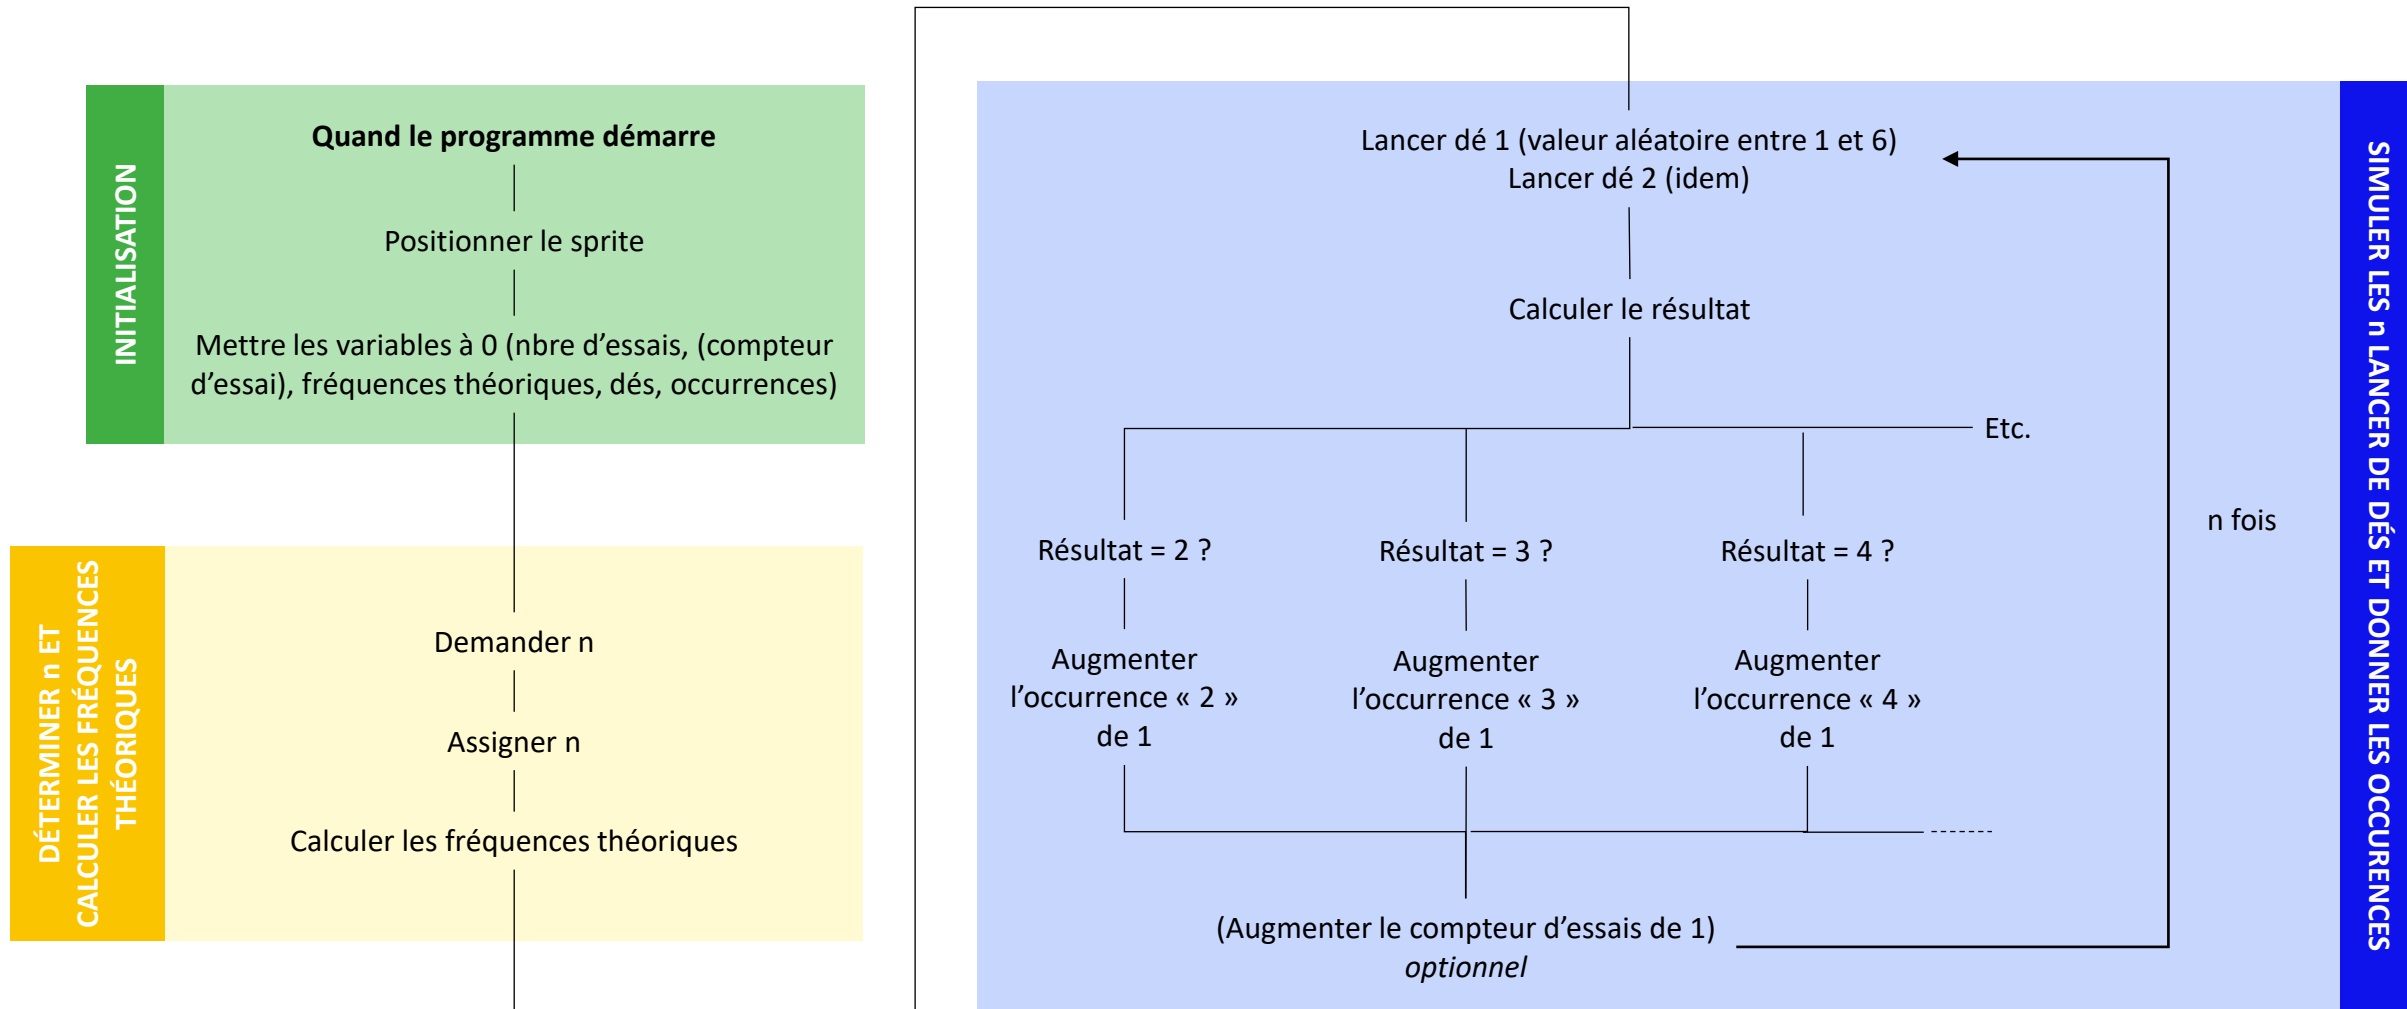 INITIALISATION
Quand le programme démarre
Positionner le sprite
Mettre les variables à 0 (nbre d’essais, (compteur
d’essai), fréquences théoriques, dés, occurrences)
DÉTERMINER n ET
CALCULER LES FRÉQUENCES
THÉORIQUES
Demander n
Assigner n
Calculer les fréquences théoriques
Lancer dé 1 (valeur aléatoire entre 1 et 6)
Lancer dé 2 (idem)
Calculer le résultat
Etc.
Résultat = 2 ?
Résultat = 3 ?
Résultat = 4 ?
Augmenter
l’occurrence « 2 »
de 1
Augmenter
l’occurrence « 3 »
de 1
Augmenter
l’occurrence « 4 »
de 1
(Augmenter le compteur d’essais de 1)
optionnel
n fois
SIMULER LES n LANCER DE DÉS ET DONNER LES OCCURENCES